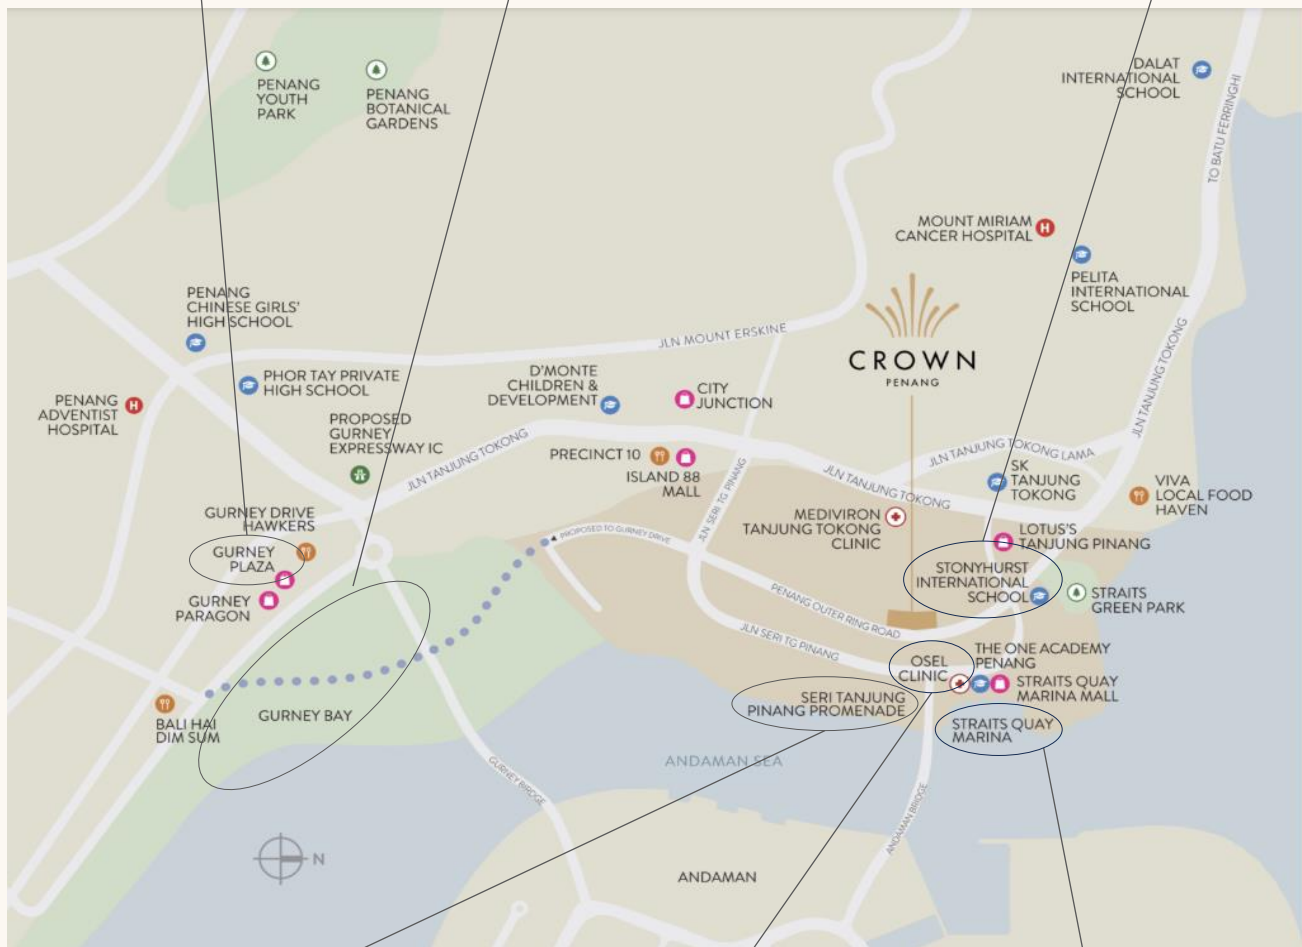 PENANG
YOUTH
PARK
PENANG
BOTANICAL
GARDENS
DALAT
INTERNATIONAL
SCHOOL
TO BATU FERRINGHI
MOUNT MIRIAM
CANCER HOSPITAL
H
PELITA
INTERNATIONAL
SCHOOL
PENANG
CHINESE GIRLS'
HIGH SCHOOL
JLN MOUNT ERSKINE
CROWN
PENANG
JLN TANJUNG TOKONG
PHOR TAY PRIVATE
HIGH SCHOOL
D'MONTE
CHILDREN &
DEVELOPMENT
CITY
JUNCTION
PENANG
ADVENTIST
HOSPITAL
H
PROPOSED
GURNEY
EXPRESSWAY IC
JLN TANJUNG TOKONG
PRECINCT 10
ISLAND 88
MALL
JLN SERI TG PINANG
JLN TANJUNG TOKONG
JLN TANJUNG TOKONG LAMA
SK
TANJUNG
TOKONG
VIVA
LOCAL FOOD
HAVEN
GURNEY DRIVE
HAWKERS
GURNEY
PLAZA
GURNEY
PARAGON
PROPOSED TO GURNEY DRIVE
MEDIVIRON
TANJUNG TOKONG
CLINIC
LOTUS'S
TANJUNG PINANG
STONYHURST
INTERNATIONAL
SCHOOL
STRAITS
GREEN PARK
PENANG OUTER RING ROAD
JLN SERI TG PINANG
OSEL
CLINIC
THE ONE ACADEMY
PENANG
STRAITS QUAY
MARINA MALL
SERI TANJUNG
PINANG PROMENADE
STRAITS QUAY
MARINA
BALI HAI
DIM SUM
GURNEY BAY
ANDAMAN SEA
GURNEY BIRDGE
ANDAMAN BRIDGE
N
ANDAMAN